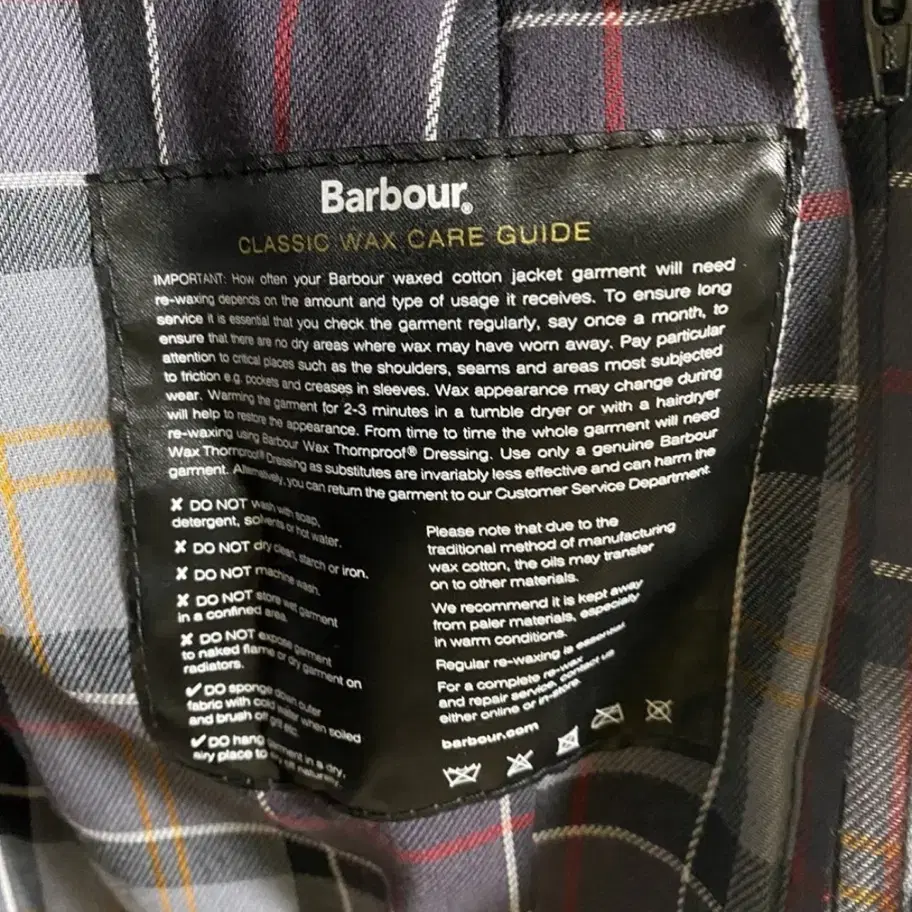 Barbour®
CLASSIC WAX CARE GUIDE
IMPORTANT: How often your Barbour waxed cotton jacket garment will need
re-waxing depends on the amount and type of usage it receives. To ensure long
service it is essential that you check the garment regularly, say once a month, to
ensure that there are no dry areas where wax may have worn away. Pay particular
attention to critical places such as the shoulders, seams and areas most subjected
to friction e.g. pockets and creases in sleeves. Wax appearance may change during
wear. Warming the garment for 2-3 minutes in a tumble dryer or with a hairdryer
will help to restore the appearance. From time to time the whole garment will need
re-waxing using Barbour Wax Thornproof® Dressing. Use only a genuine Barbour
Wax Thornproof® Dressing as substitutes are invariably less effective and can harm the
garment. Alternatively, you can return the garment to our Customer Service Department.
✘ DO NOT wash with soap,
detergent, solvents or hot water.
✘ DO NOT dry clean, starch or iron.
✘ DO NOT machine wash.
✘ DO NOT store wet garment
in a confined area.
✘ DO NOT expose garment
to naked flame or dry garment on
radiators.
✔ DO sponge down outer
fabric with cold water when soiled
and brush off grit etc.
✔ DO hang garment in a dry,
airy place to dry off naturally.
Please note that due to the
traditional method of manufacturing
wax cotton, the oils may transfer
on to other materials.
We recommend it is kept away
from paler materials, especially
in warm conditions.
Regular re-waxing is essential
For a complete re-wax
and repair service, contact us
either online or in-store.
barbour.com